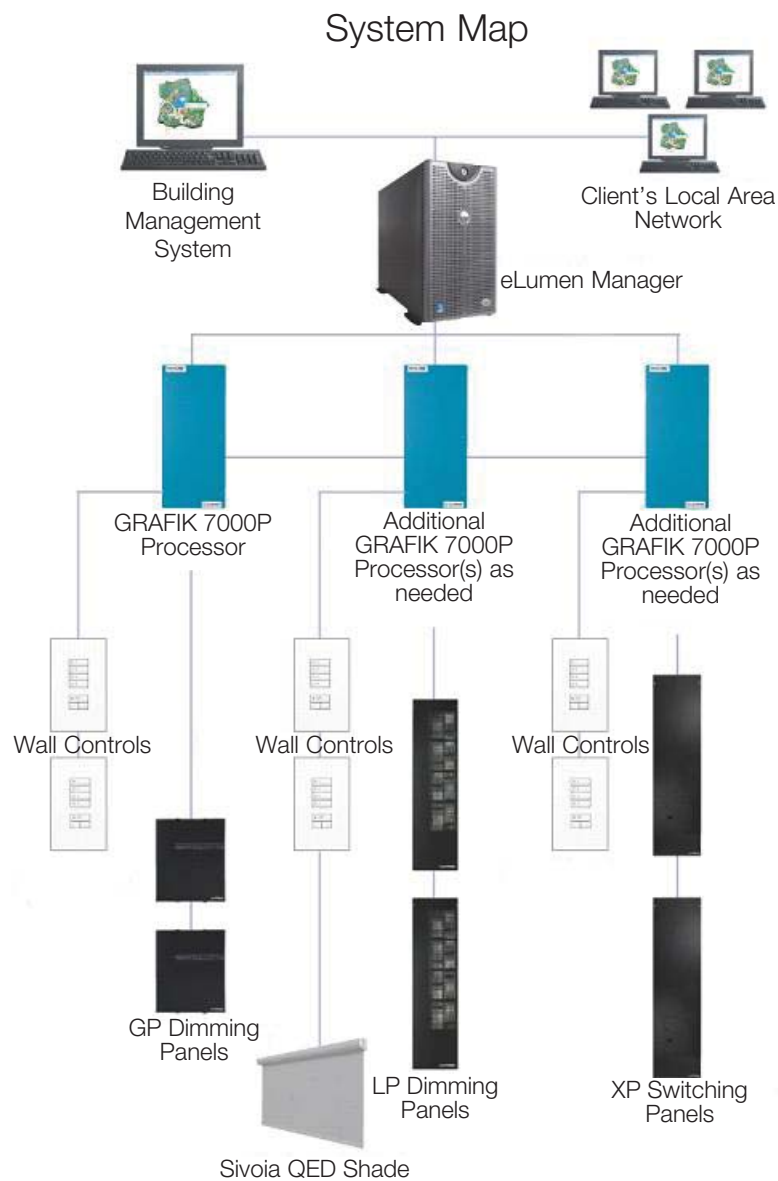 System Map
Building
Management
System
Client's Local Area
Network
eLumen Manager
GRAFIK 7000P
Processor
Additional
GRAFIK 7000P
Processor(s) as
needed
Additional
GRAFIK 7000P
Processor(s) as
needed
Wall Controls
Wall Controls
Wall Controls
GP Dimming
Panels
LP Dimming
Panels
XP Switching
Panels
Sivoia QED Shade